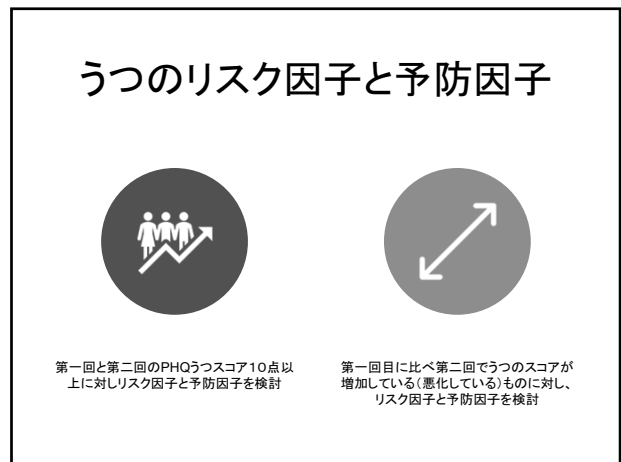 うつのリスク因子と予防因子
第一回と第二回のPHQうつスコア10点以
上に対しリスク因子と予防因子を検討
第一回目に比べ第二回でうつのスコアが
増加している(悪化している)ものに対し、
リスク因子と予防因子を検討